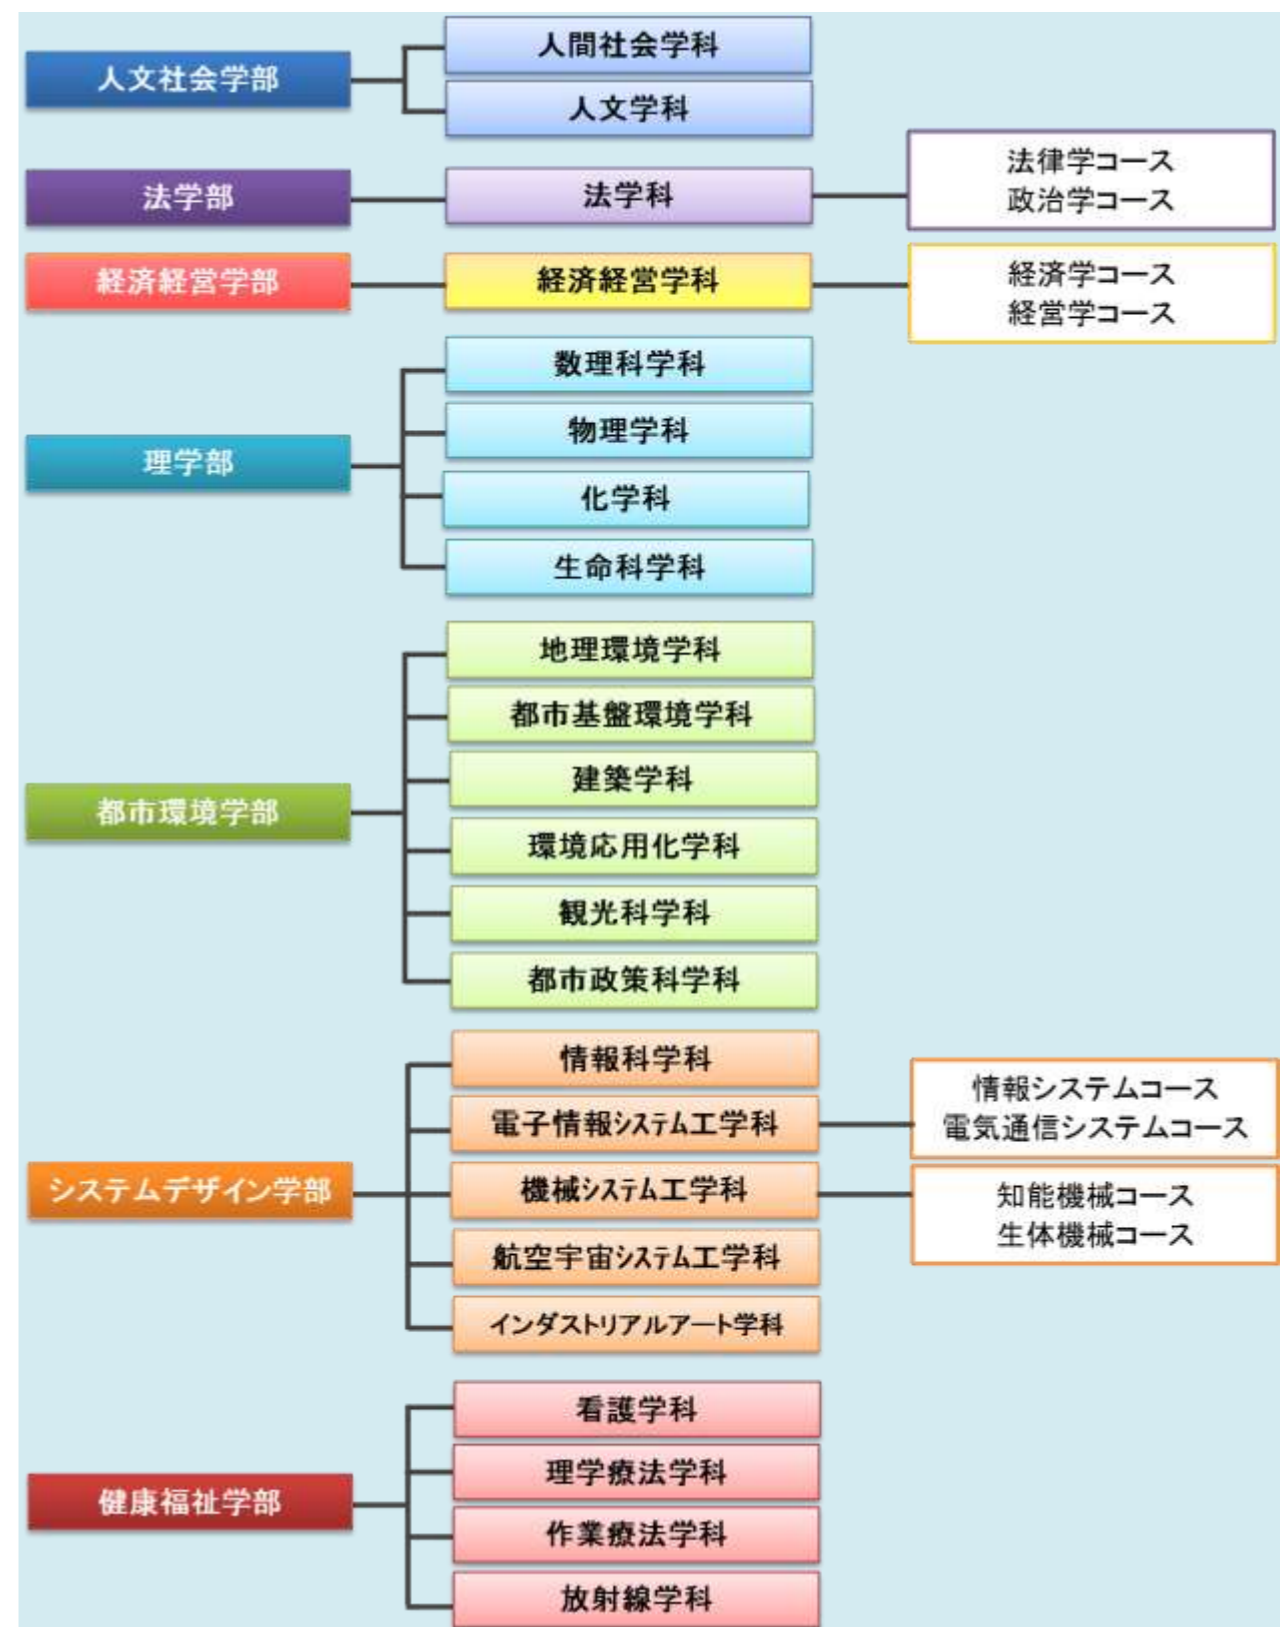 人文社会学部
人間社会学科
人文学科
法学部
法学科
法律学コース
政治学コース
経済経営学部
経済経営学科
経済学コース
経営学コース
理学部
数理科学科
物理学科
化学科
生命科学科
都市環境学部
地理環境学科
都市基盤環境学科
建築学科
環境応用化学科
観光科学科
都市政策科学科
システムデザイン学部
情報科学科
電子情報システム工学科
情報システムコース
電気通信システムコース
機械システム工学科
知能機械コース
生体機械コース
航空宇宙システム工学科
インダストリアルアート学科
健康福祉学部
看護学科
理学療法学科
作業療法学科
放射線学科